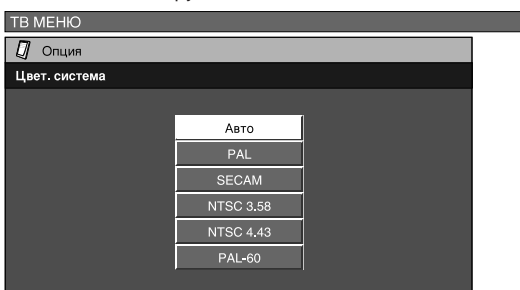 ТВ МЕНЮ
Опция
Цвет. система
Авто
PAL
SECAM
NTSC 3.58
NTSC 4.43
PAL-60